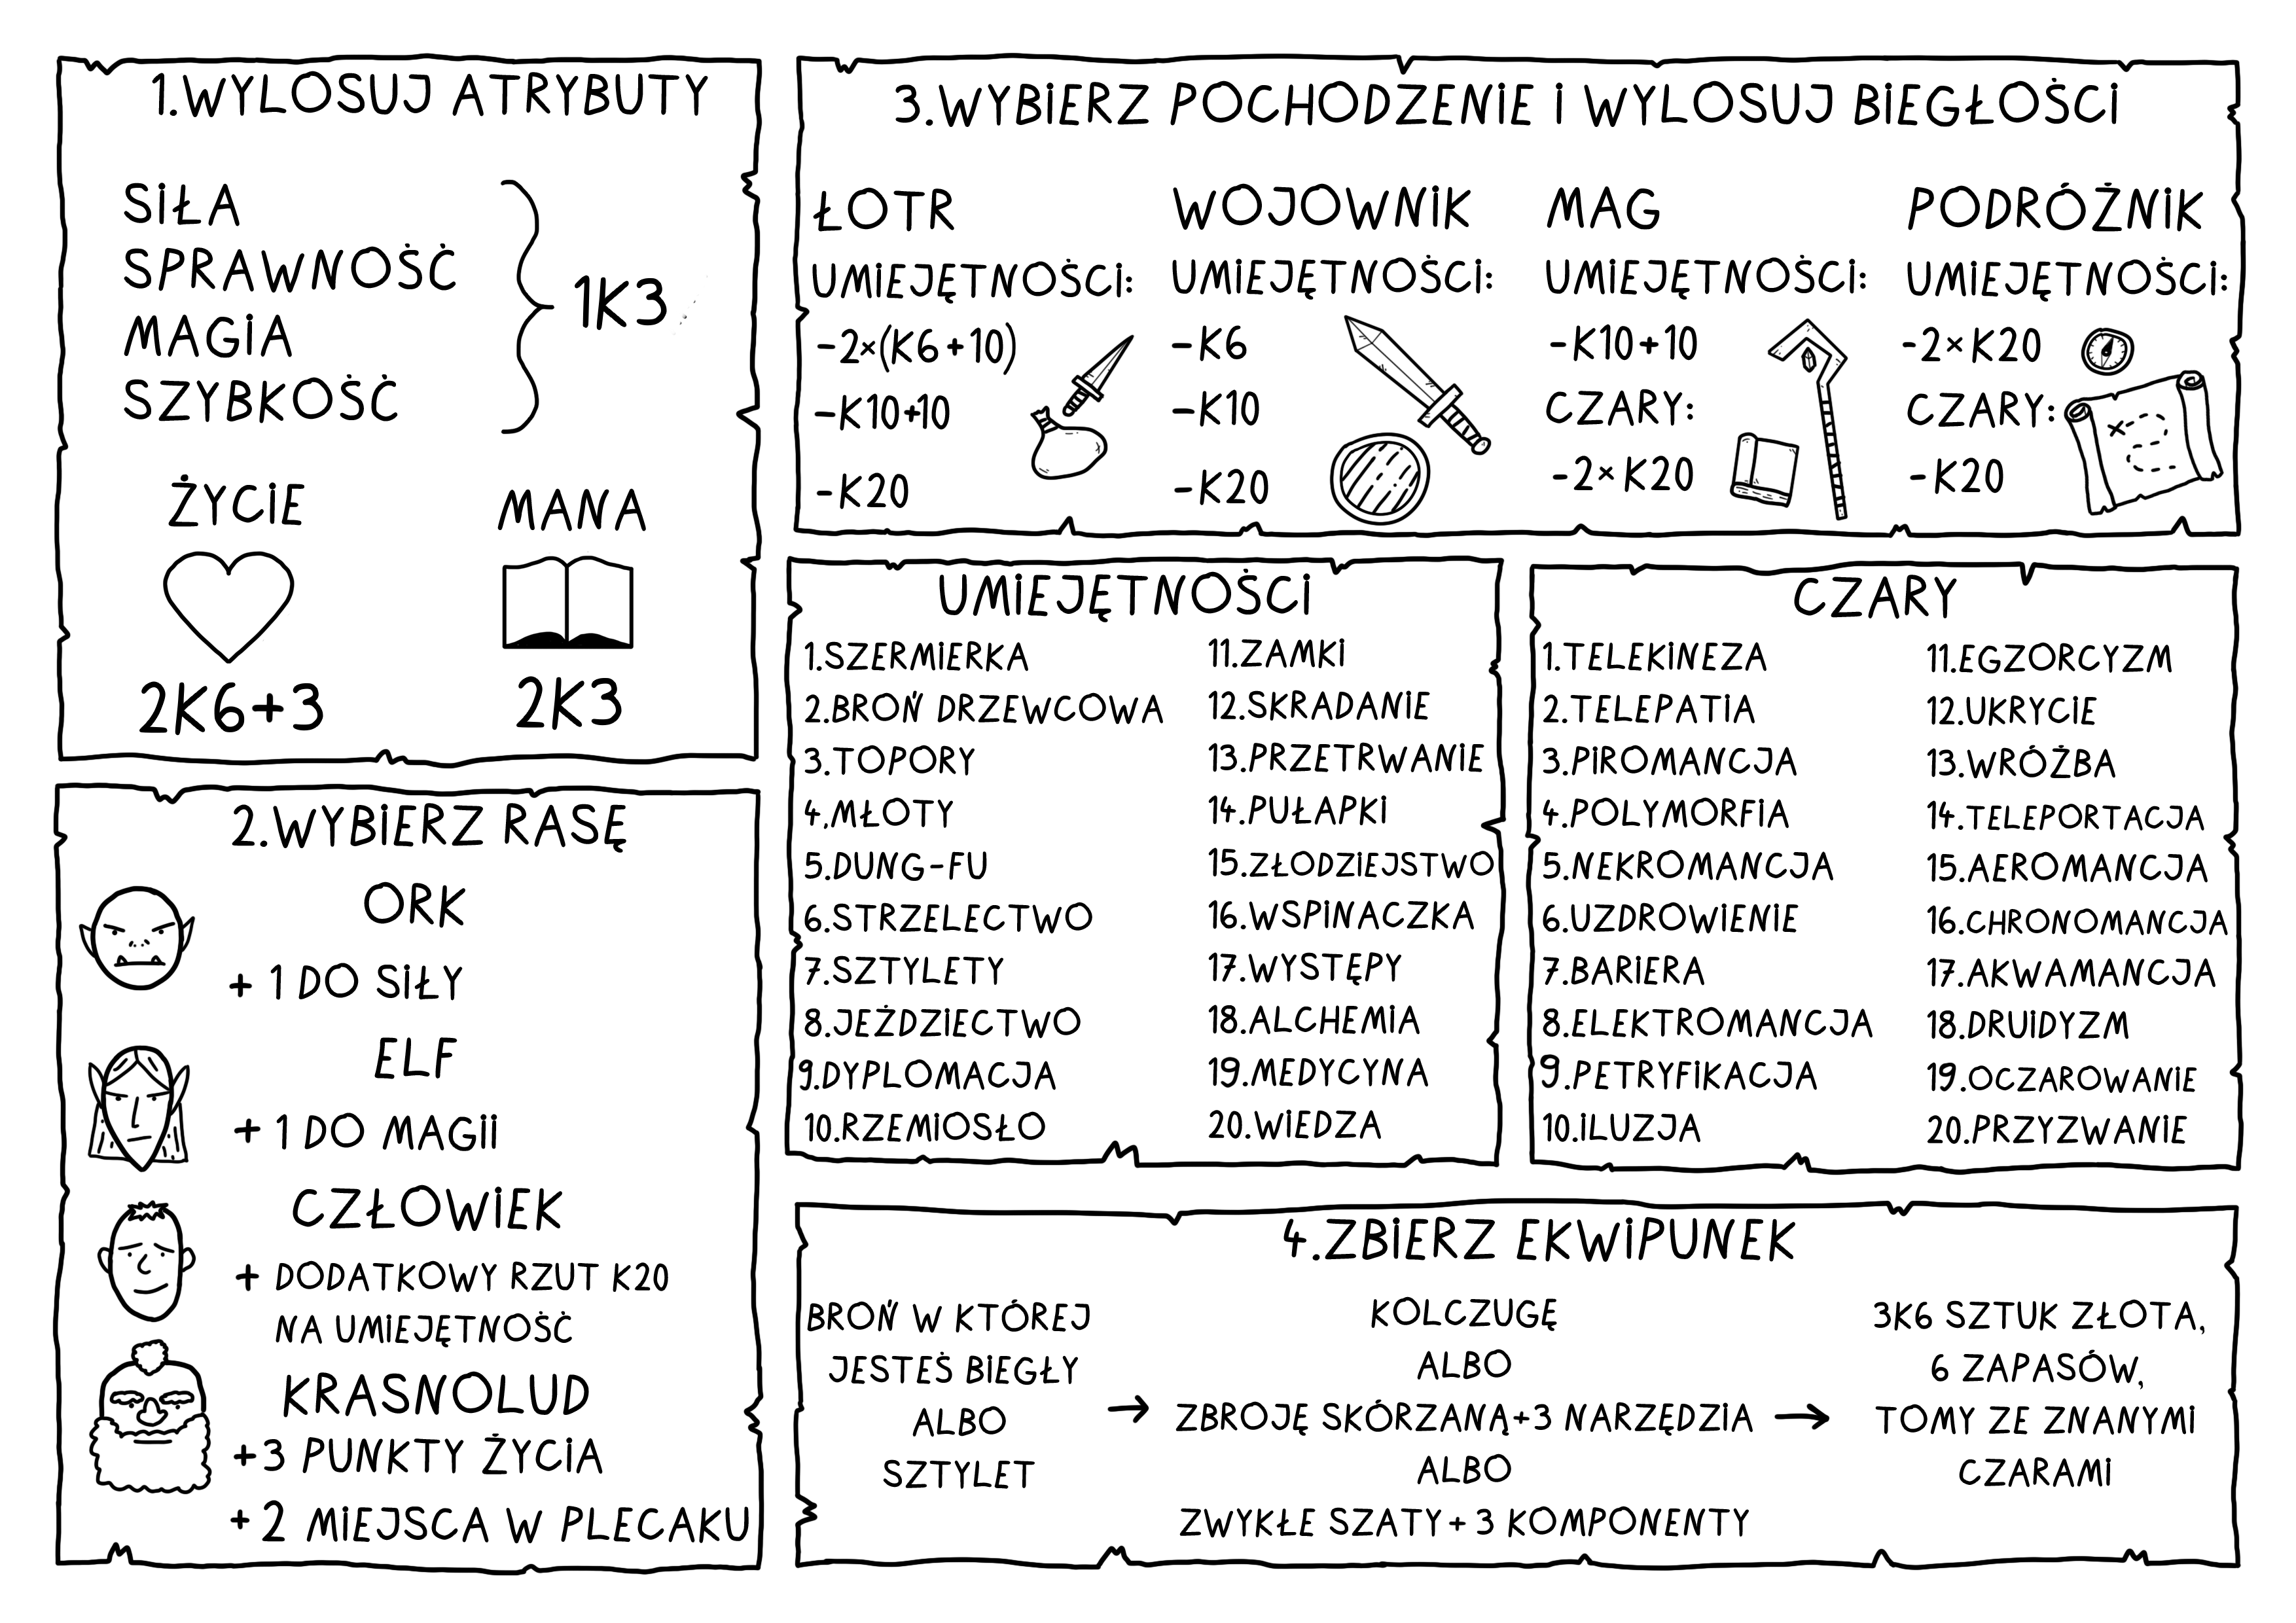 1.WYLOSUJ ATRYBUTY
SIŁA
SPRAWNOŚĆ
MAGIA
SZYBKOŚĆ
1K3
ŻYCIE
2K6+3
MANA
2K3
2.WYBIERZ RASĘ
ORK
+ 1 DO SIŁY
ELF
+ 1 DO MAGII
CZŁOWIEK
+ DODATKOWY RZUT K20
NA UMIEJĘTNOŚĆ
KRASNOLUD
+3 PUNKTY ŻYCIA
+2 MIEJSCA W PLECAKU
3.WYBIERZ POCHODZENIE I WYLOSUJ BIEGŁOŚCI
ŁOTR
UMIEJĘTNOŚCI:
-2×(K6+10)
-K10+10
-K20
WOJOWNIK
UMIEJĘTNOŚCI:
-K6
-K10
-K20
MAG
UMIEJĘTNOŚCI:
-K10+10
CZARY:
-2×K20
PODRÓŻNIK
UMIEJĘTNOŚCI:
-2×K20
CZARY:
-K20
UMIEJĘTNOŚCI
1.SZERMIERKA
2.BROŃ DRZEWCOWA
3.TOPORY
4.MŁOTY
5.DUNG-FU
6.STRZELECTWO
7.SZTYLETY
8.JEŹDZIECTWO
9.DYPLOMACJA
10.RZEMIOSŁO
11.ZAMKI
12.SKRADANIE
13.PRZETRWANIE
14.PUŁAPKI
15.ZŁODZIEJSTWO
16.WSPINACZKA
17.WYSTĘPY
18.ALCHEMIA
19.MEDYCYNA
20.WIEDZA
CZARY
1.TELEKINEZA
2.TELEPATIA
3.PIROMANCJA
4.POLYMORFIA
5.NEKROMANCJA
6.UZDROWIENIE
7.BARIERA
8.ELEKTROMANCJA
9.PETRYFIKACJA
10.ILUZJA
11.EGZORCYZM
12.UKRYCIE
13.WRÓŻBA
14.TELEPORTACJA
15.AEROMANCJA
16.CHRONOMANCJA
17.AKWAMANCJA
18.DRUIDYZM
19.OCZAROWANIE
20.PRZYZWANIE
4.ZBIERZ EKWIPUNEK
BROŃ W KTÓREJ
JESTEŚ BIEGŁY
ALBO
SZTYLET
→
KOLCZUGĘ
ALBO
ZBROJĘ SKÓRZANĄ+3 NARZĘDZIA
ALBO
ZWYKŁE SZATY+3 KOMPONENTY
→
3K6 SZTUK ZŁOTA,
6 ZAPASÓW,
TOMY ZE ZNANYMI
CZARAMI